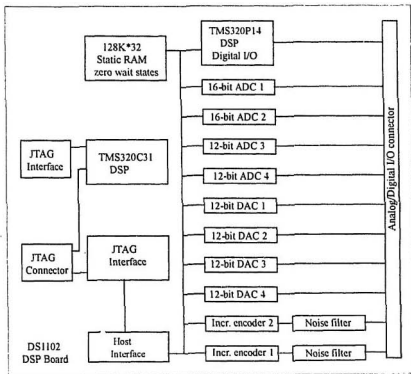 128K*32
Static RAM
zero wait states
TMS320P14
DSP
Digital I/O
16-bit ADC 1
16-bit ADC 2
12-bit ADC 3
12-bit ADC 4
12-bit DAC 1
12-bit DAC 2
12-bit DAC 3
12-bit DAC 4
Incr. encoder 2
Noise filter
Incr. encoder 1
Noise filter
Analog/Digital I/O connector
JTAG
Interface
TMS320C31
DSP
JTAG
Connector
JTAG
Interface
Host
Interface
DS1102
DSP Board